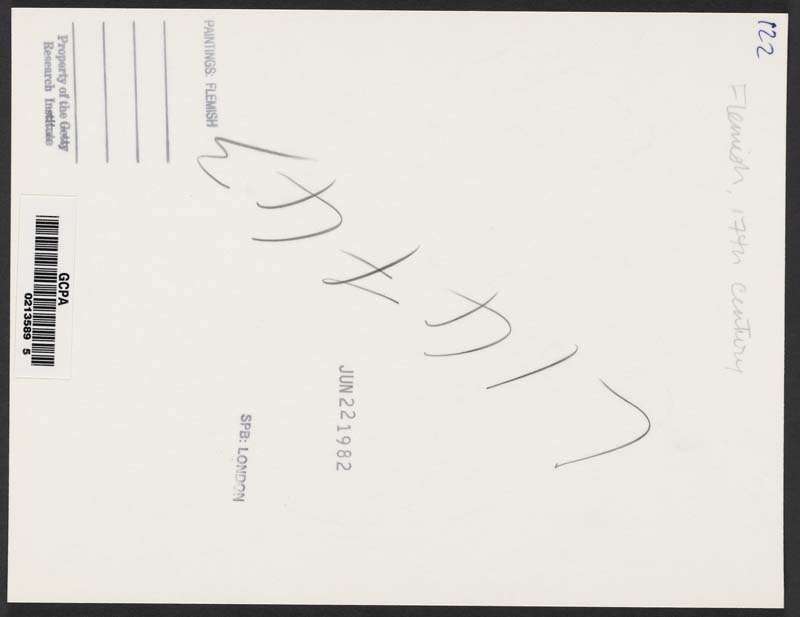 122
Flemish, 17th century
JUN 22 1982
SPB: LONDON
PAINTINGS: FLEMISH
Property of the Getty
Research Institute
GCPA
0213589 5